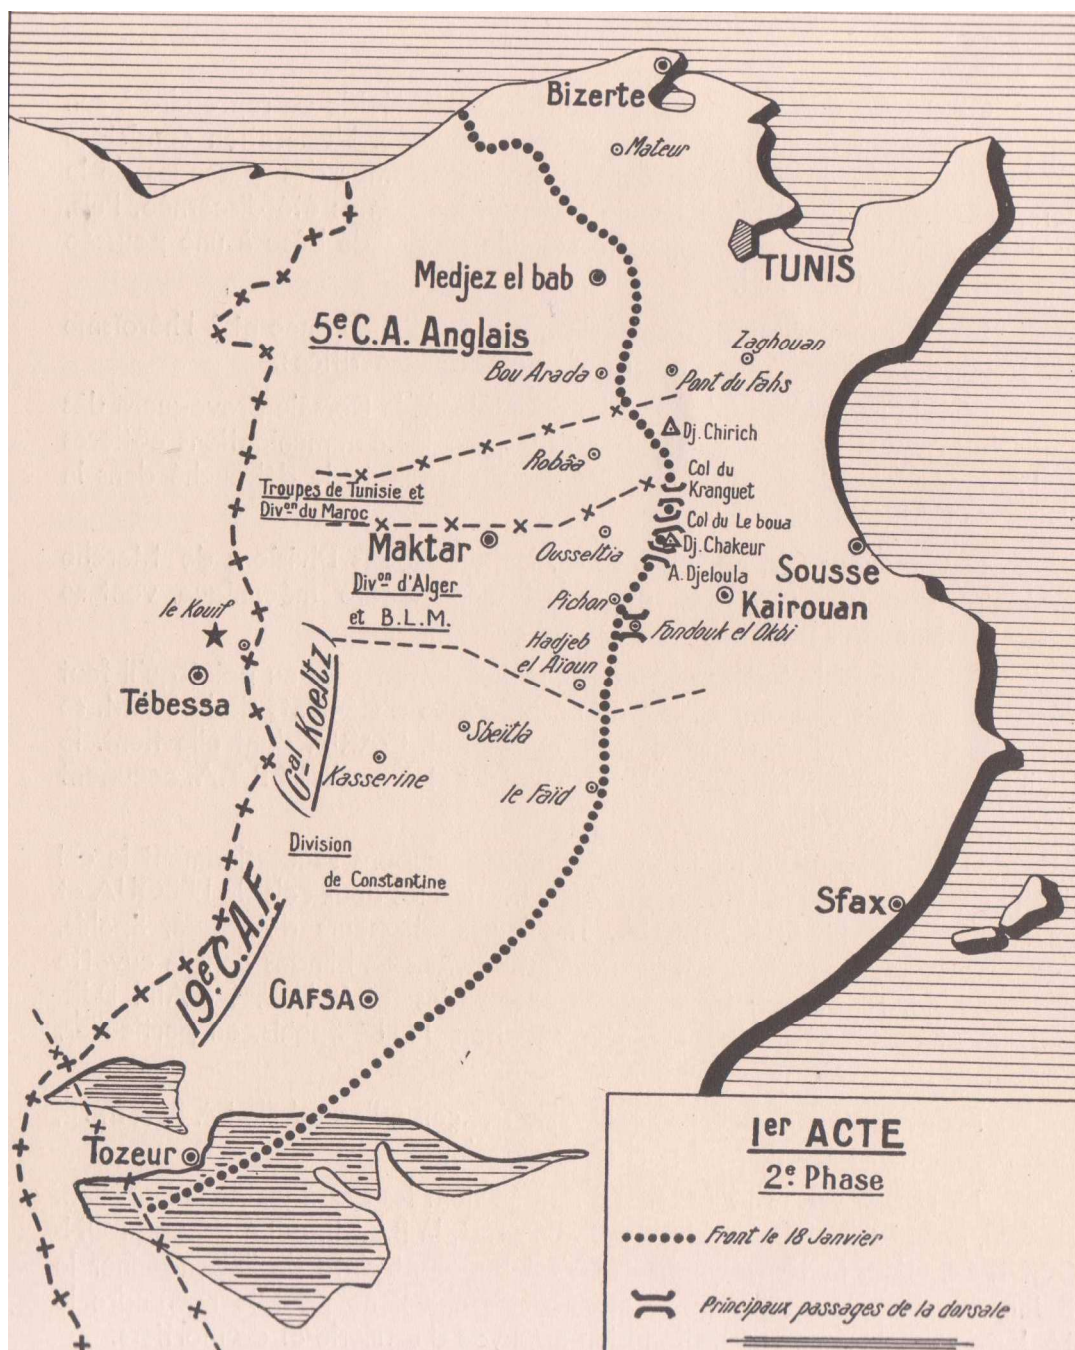 Bizerte
Mateur
TUNIS
Medjez el bab
5e C.A. Anglais
Zaghouan
Bou Arada
Pont du Fahs
Dj. Chirich
Robâa
Col du
Kranguet
Troupes de Tunisie et
Divon du Maroc
Col du Le boua
Maktar
Ousseltia
Dj. Chakeur
Sousse
A. Djeloula
Divon d'Alger
et B.L.M.
Pichon
Kairouan
le Kouif
Fondouk el Okbi
Hadjeb
el Aïoun
Tébessa
(Gal Koeltz)
Sbeïtla
Kasserine
le Faïd
Division
de Constantine
19e C.A.F.
Sfax
GAFSA
Tozeur
1er ACTE
2e Phase
Front le 18 Janvier
Principaux passages de la dorsale